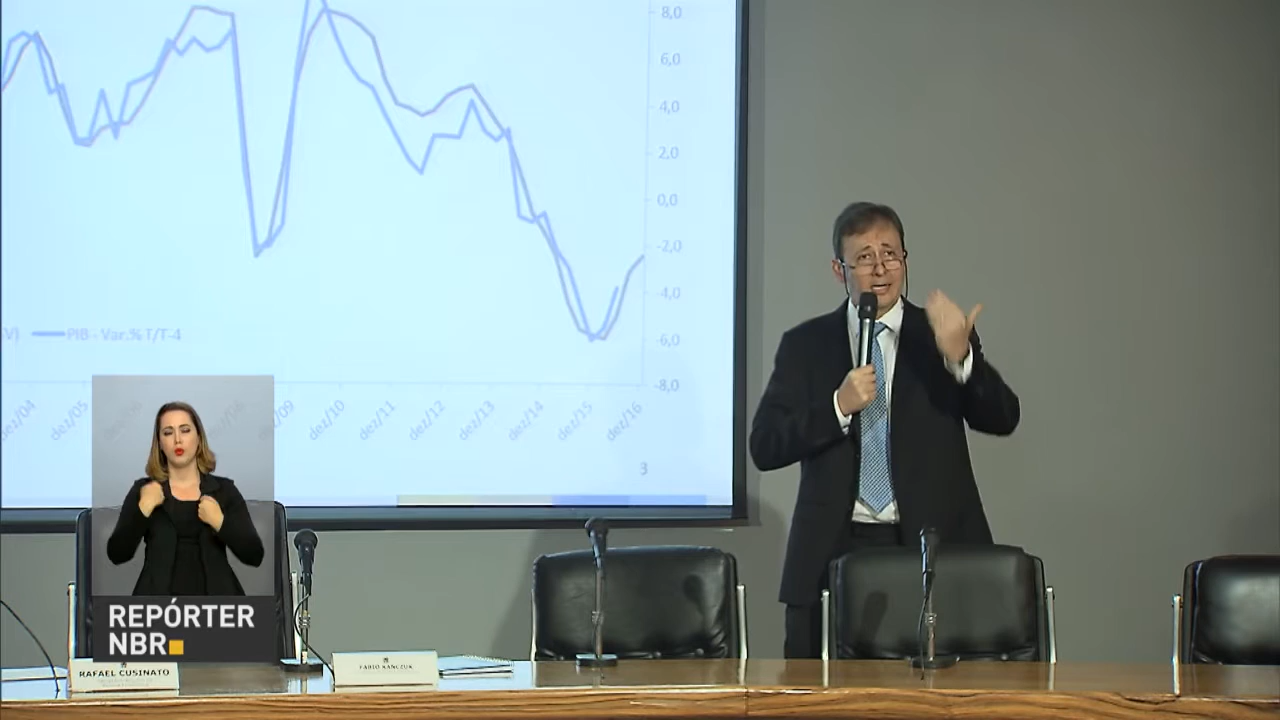 8,0
6,0
4,0
2,0
0,0
-2,0
-4,0
-6,0
-8,0
V) PIB - Var.% T/T-4
dez/04 dez/05 dez/09 dez/10 dez/11 dez/12 dez/13 dez/14 dez/15 dez/16
3
REPÓRTER
NBR
RAFAEL CUSINATO
FABIO KANCZUK